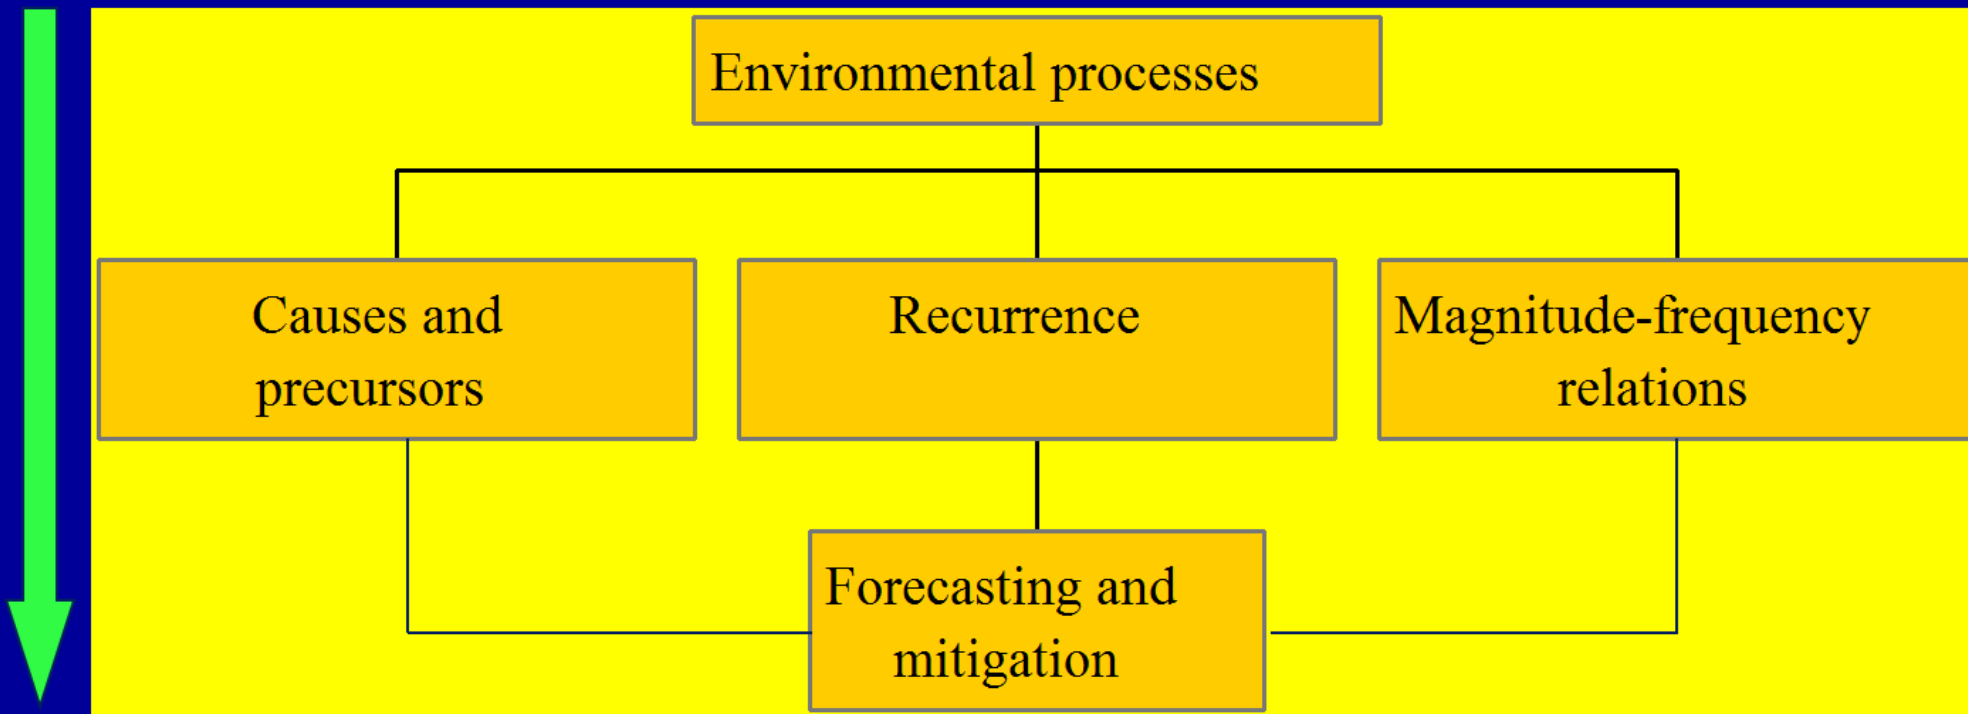 Environmental processes
Causes and
precursors
Recurrence
Magnitude-frequency
relations
Forecasting and
mitigation